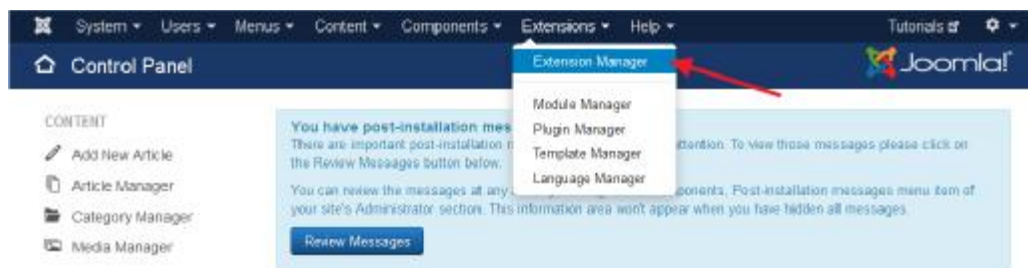 System Users Menus Content Components Extensions Help Tutorials
Control Panel
Joomla!
Extension Manager
Module Manager
Plugin Manager
Template Manager
Language Manager
CONTENT
Add New Article
Article Manager
Category Manager
Media Manager
You have post-installation mes
There are important post-installation ttention. To view those messages please click on
the Review Messages button below.
You can review the messages at any ponents, Post-installation messages menu item of
your site's Administrator section. This information area won't appear when you have hidden all messages.
Review Messages